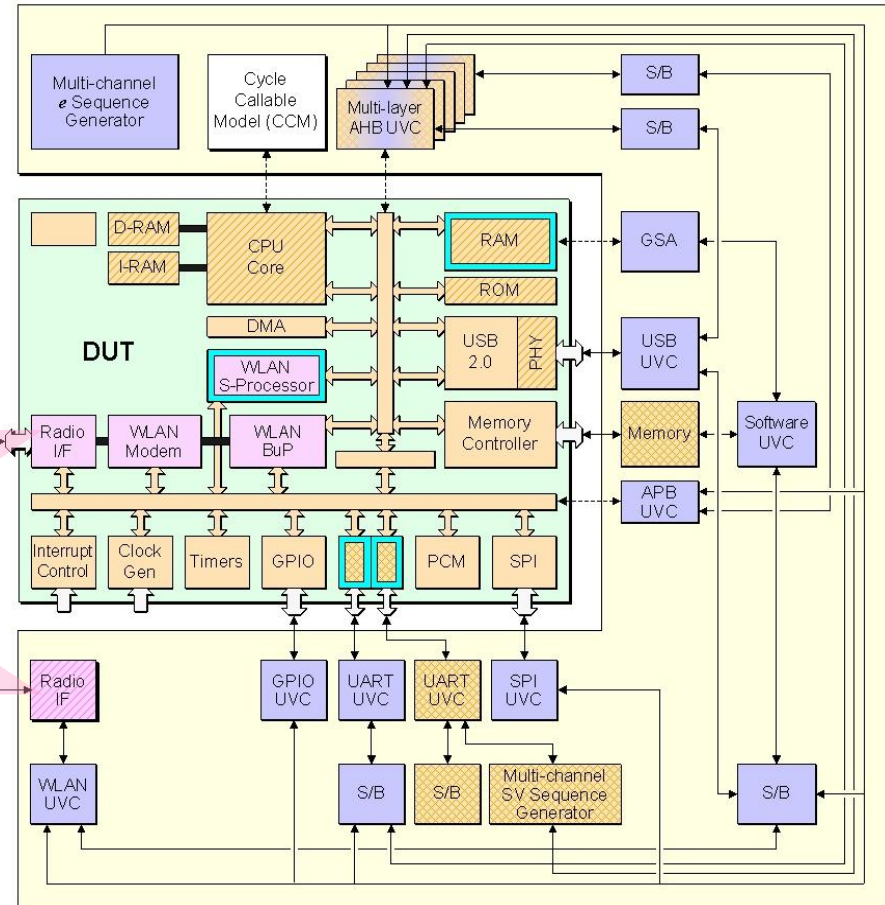 Multi-channel
e Sequence
Generator
Cycle
Callable
Model (CCM)
Multi-layer
AHB UVC
S/B
S/B
D-RAM
I-RAM
CPU
Core
RAM
GSA
ROM
DMA
DUT
USB
2.0
PHY
USB
UVC
WLAN
S-Processor
Radio
I/F
WLAN
Modem
WLAN
BuP
Memory
Controller
Memory
Software
UVC
APB
UVC
Interrupt
Control
Clock
Gen
Timers
GPIO
PCM
SPI
Radio
IF
GPIO
UVC
UART
UVC
UART
UVC
SPI
UVC
WLAN
UVC
S/B
S/B
Multi-channel
SV Sequence
Generator
S/B